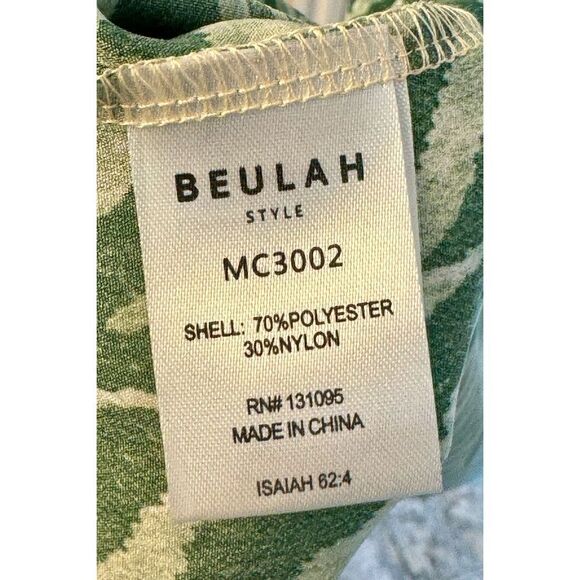 BEULAH
STYLE
MC3002
SHELL: 70%POLYESTER
30%NYLON
RN# 131095
MADE IN CHINA
ISAIAH 62:4